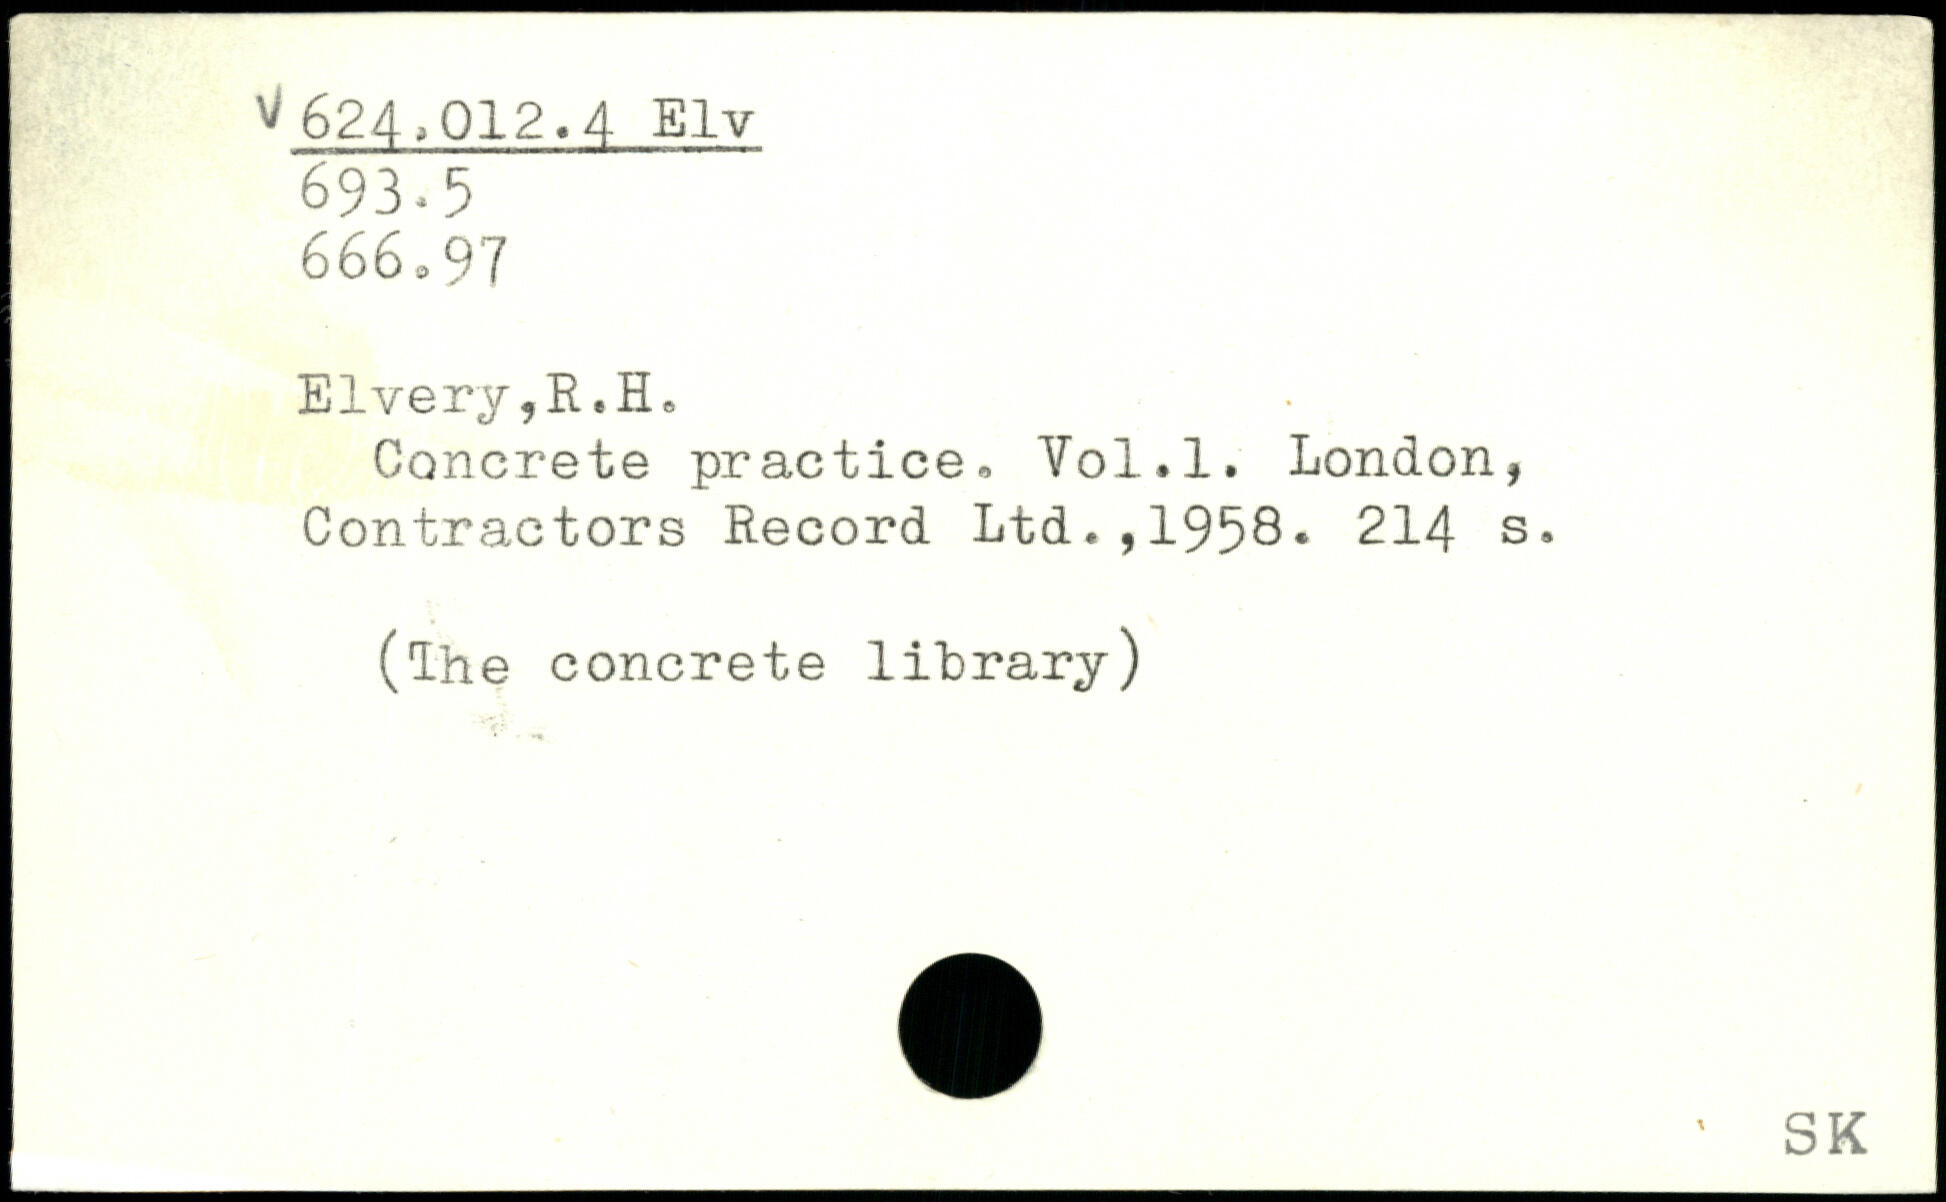 V 624.012.4 Elv
693.5
666.97
Elvery,R.H.
Concrete practice. Vol.1. London,
Contractors Record Ltd.,1958. 214 s.
(The concrete library)
SK